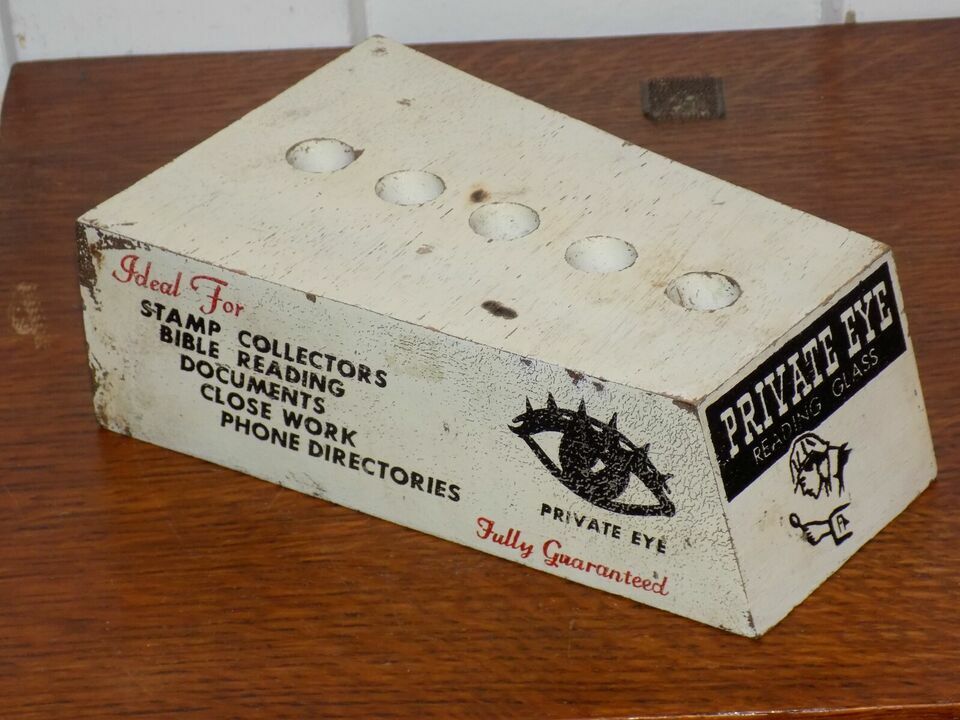 Ideal For
STAMP COLLECTORS
BIBLE READING
DOCUMENTS
CLOSE WORK
PHONE DIRECTORIES
PRIVATE EYE
Fully Guaranteed
PRIVATE EYE
READING GLASS